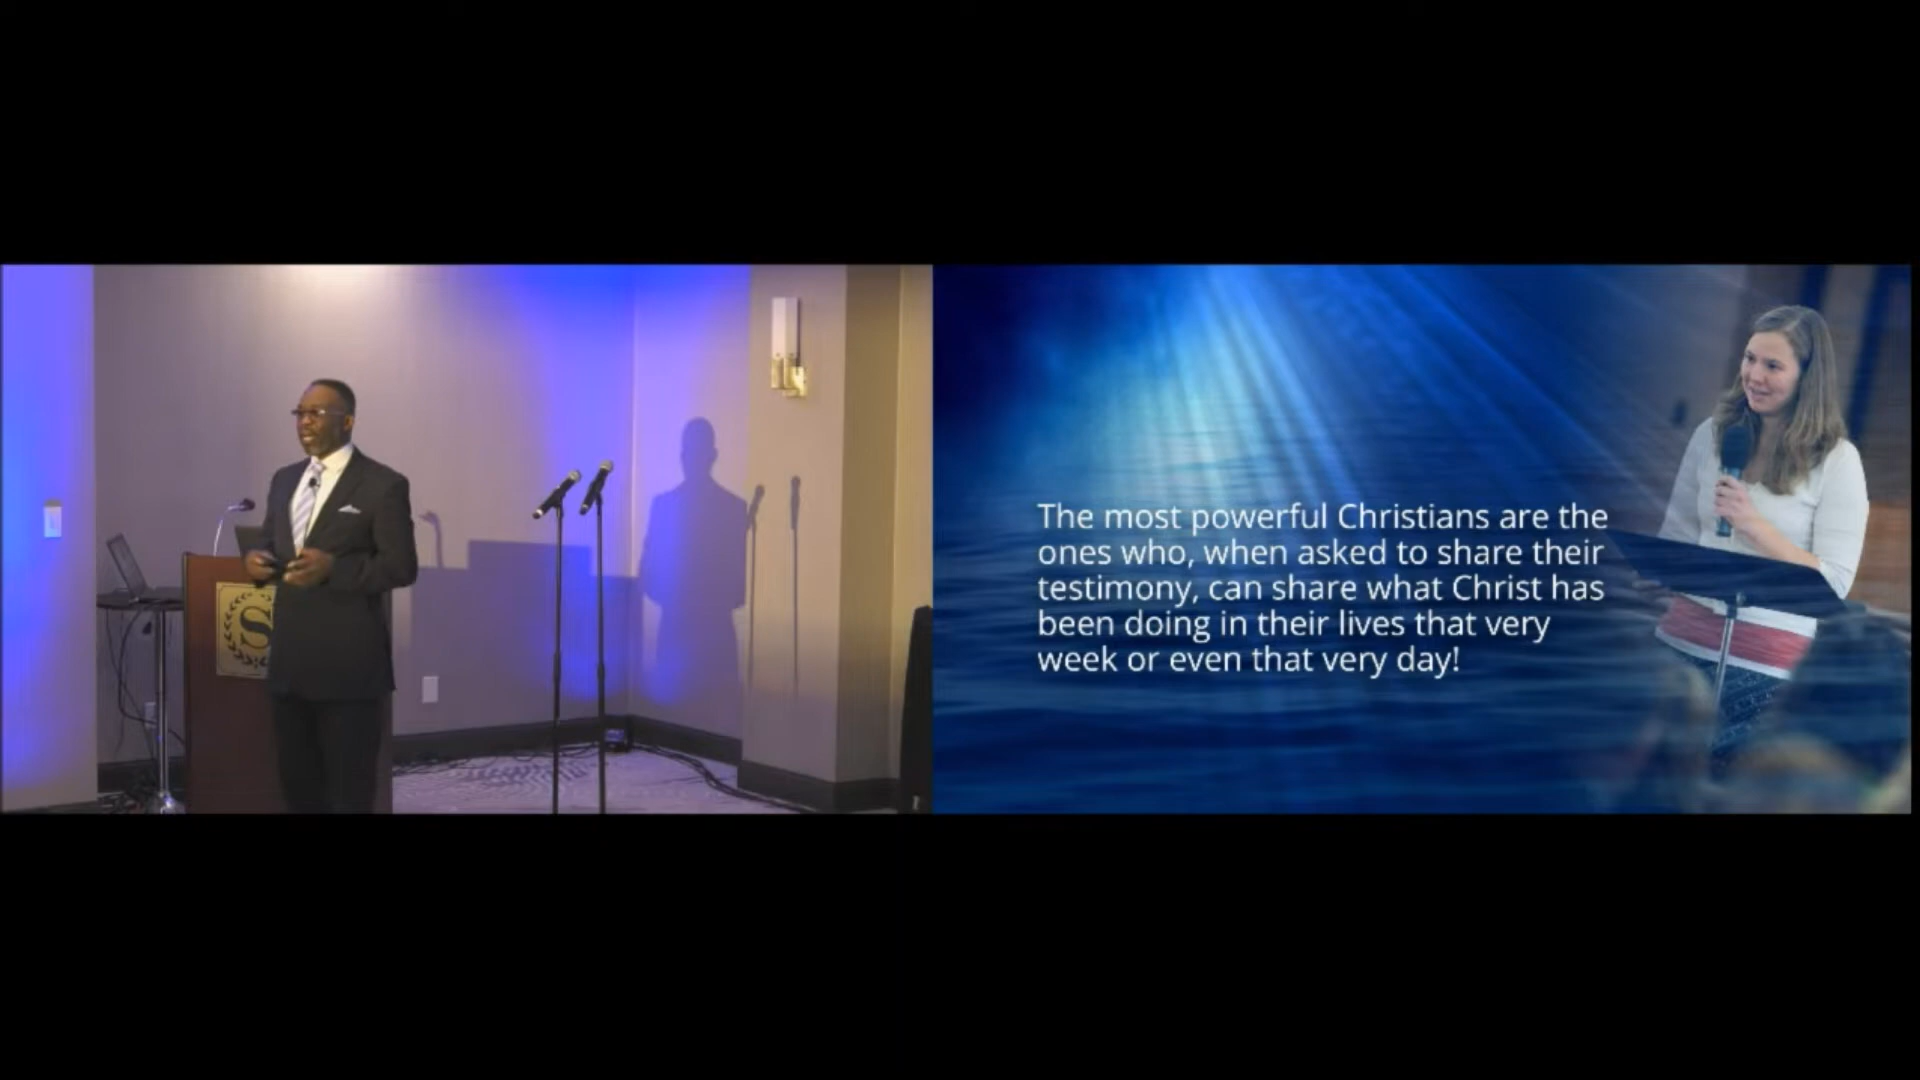 S
The most powerful Christians are the
ones who, when asked to share their
testimony, can share what Christ has
been doing in their lives that very
week or even that very day!